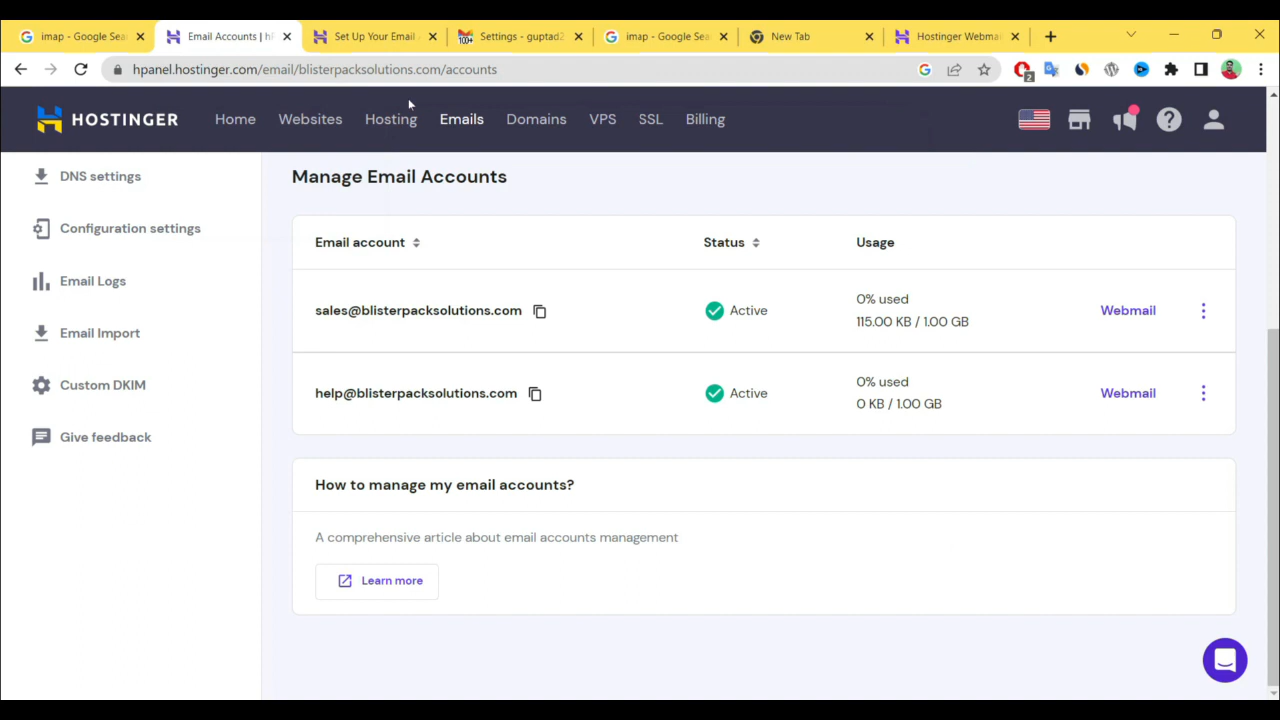 imap - Google Sea
Email Accounts | hP
Set Up Your Email -
100+
Settings - guptad2
imap - Google Sea
New Tab
Hostinger Webmai
hpanel.hostinger.com/email/blisterpacksolutions.com/accounts
2
HOSTINGER
Home
Websites
Hosting
Emails
Domains
VPS
SSL
Billing
DNS settings
Configuration settings
Email Logs
Email Import
Custom DKIM
Give feedback
Manage Email Accounts
Email account
Status
Usage
sales@blisterpacksolutions.com
Active
0% used
115.00 KB / 1.00 GB
Webmail
help@blisterpacksolutions.com
Active
0% used
0 KB / 1.00 GB
Webmail
How to manage my email accounts?
A comprehensive article about email accounts management
Learn more